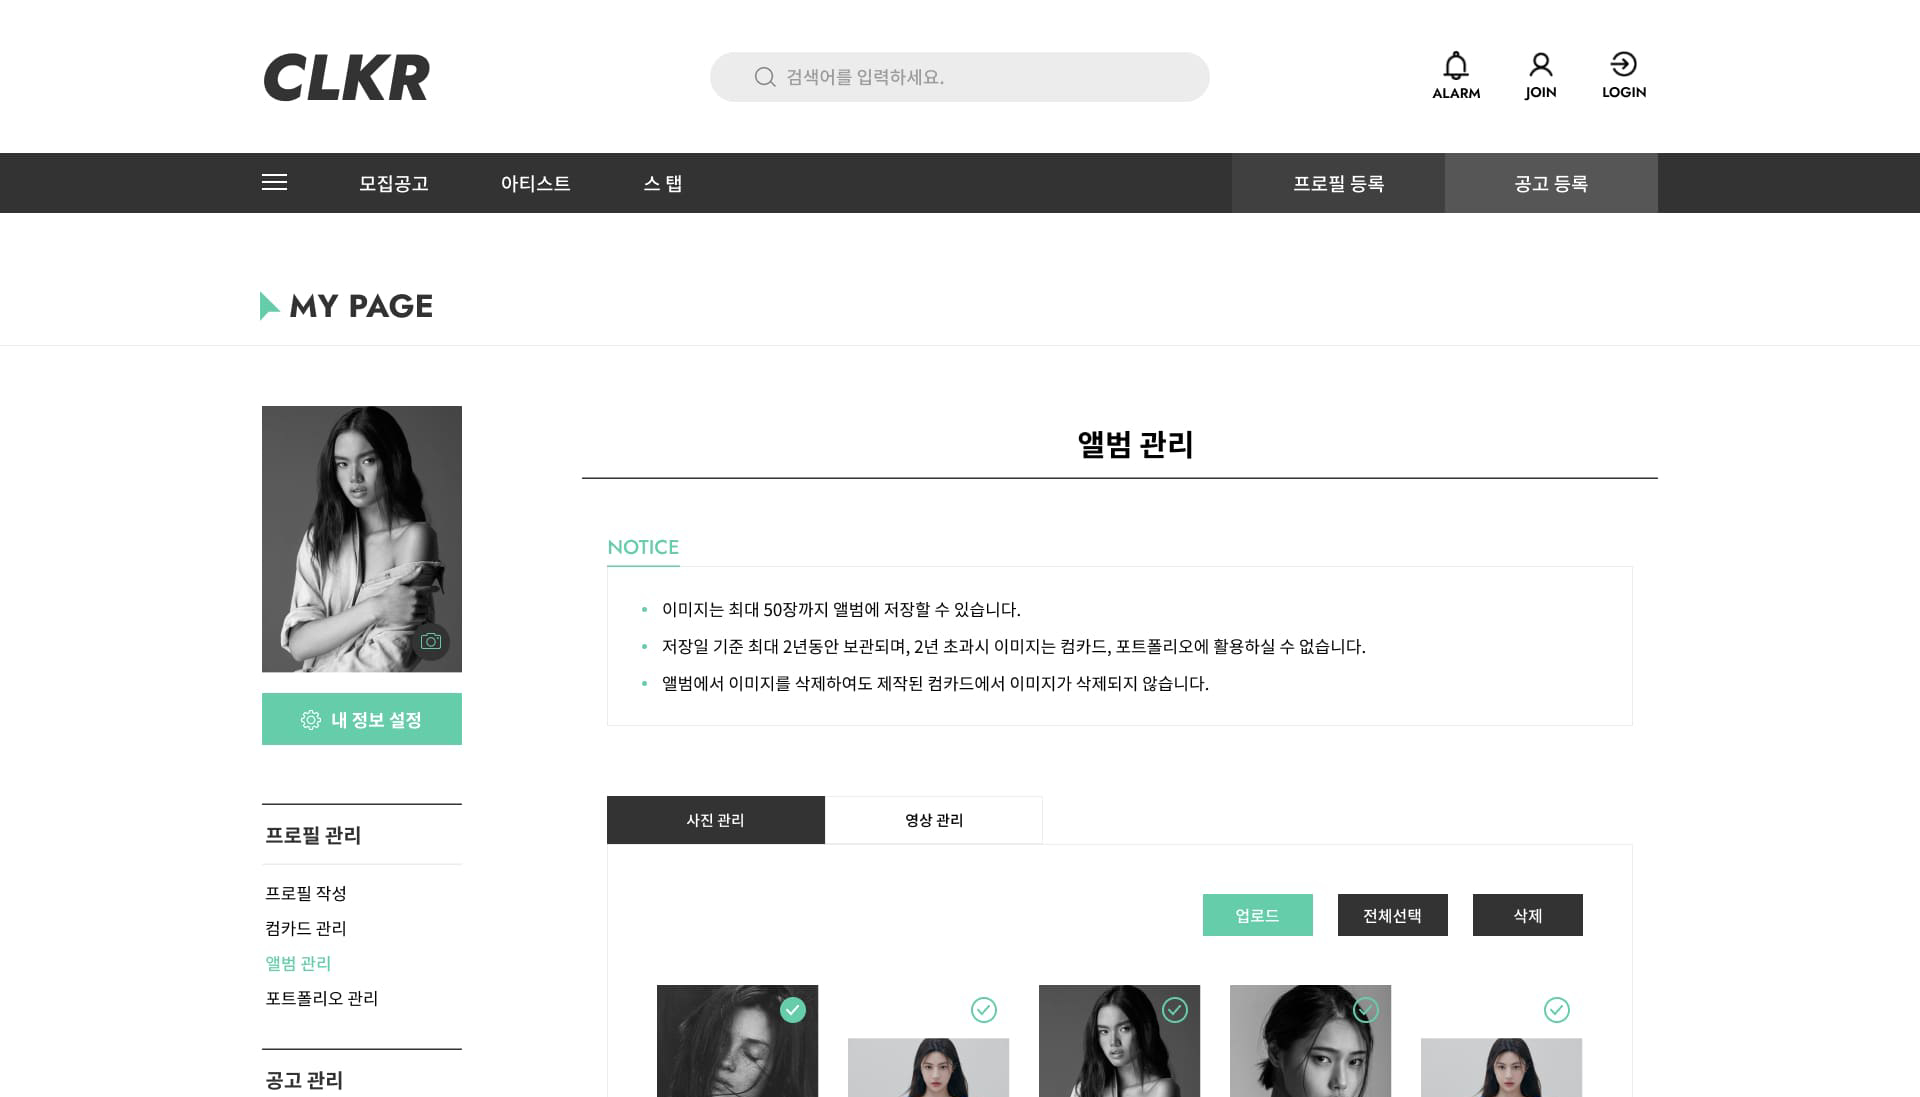 CLKR
검색어를 입력하세요.
ALARM
JOIN
LOGIN
모집공고
아티스트
스 탭
프로필 등록
공고 등록
MY PAGE
앨범 관리
NOTICE
이미지는 최대 50장까지 앨범에 저장할 수 있습니다.
저장일 기준 최대 2년동안 보관되며, 2년 초과시 이미지는 컴카드, 포트폴리오에 활용하실 수 없습니다.
앨범에서 이미지를 삭제하여도 제작된 컴카드에서 이미지가 삭제되지 않습니다.
내 정보 설정
사진 관리
영상 관리
프로필 관리
프로필 작성
컴카드 관리
앨범 관리
포트폴리오 관리
공고 관리
업로드
전체선택
삭제